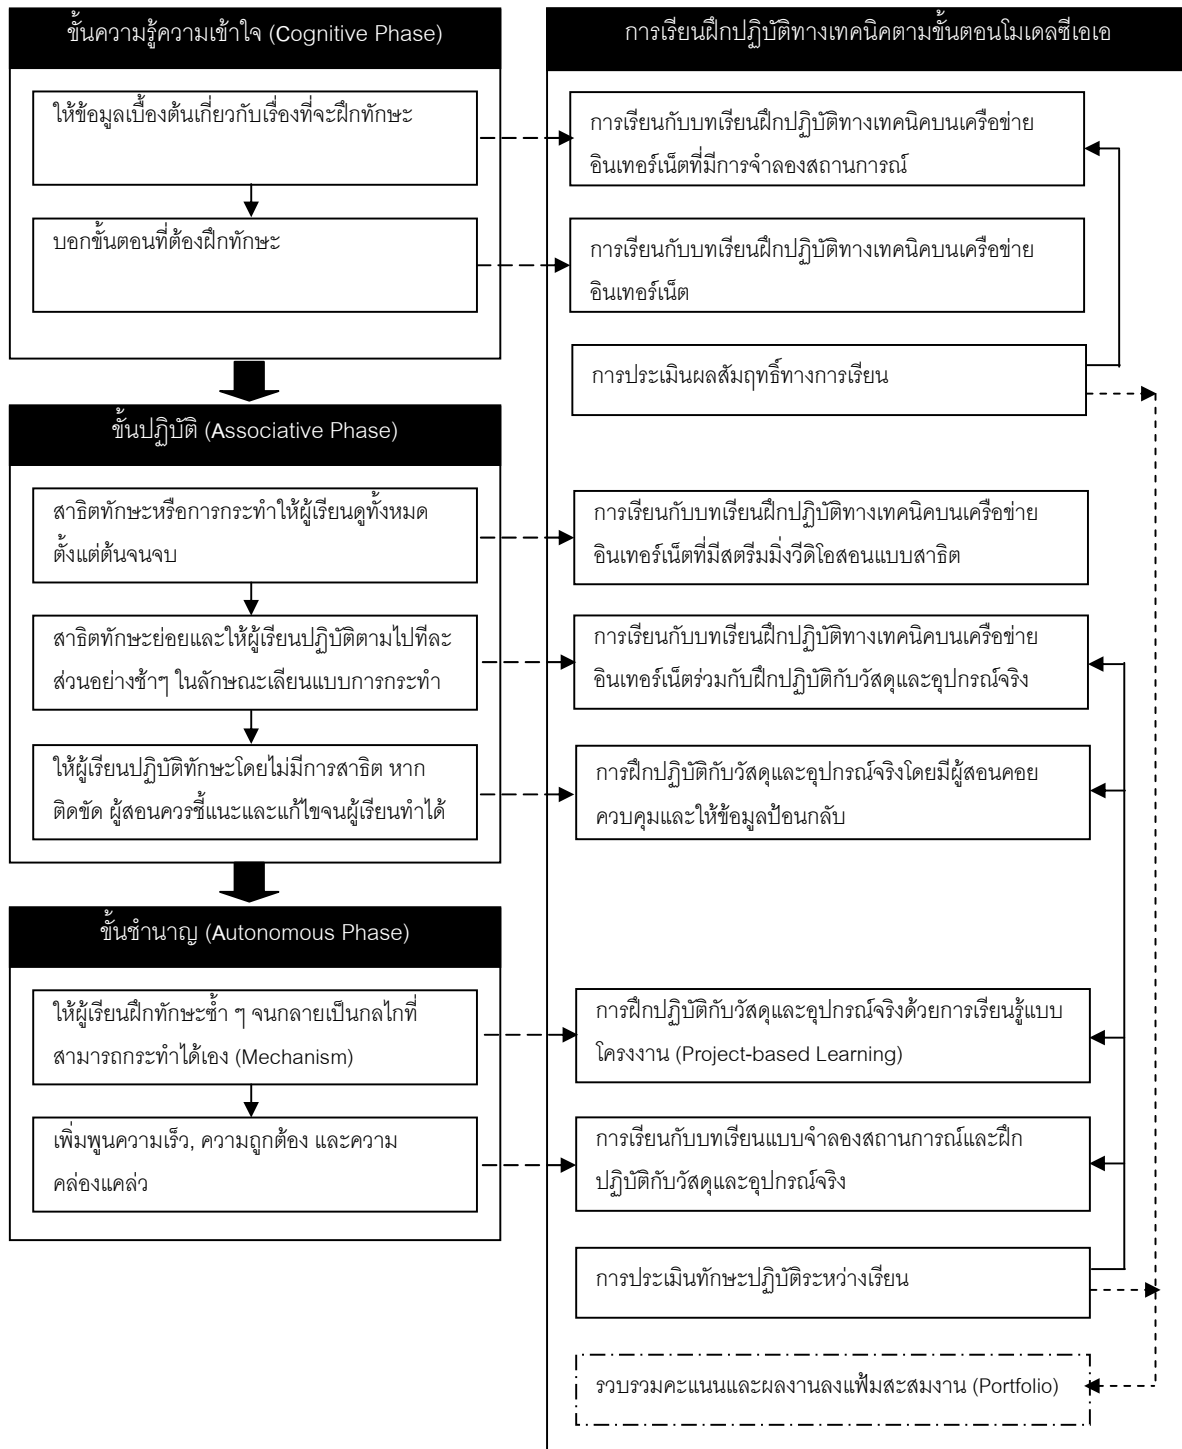 ขั้นความรู้ความเข้าใจ (Cognitive Phase)
ให้ข้อมูลเบื้องต้นเกี่ยวกับเรื่องที่จะฝึกทักษะ
บอกขั้นตอนที่ต้องฝึกทักษะ
ขั้นปฏิบัติ (Associative Phase)
สาธิตทักษะหรือการกระทำให้ผู้เรียนดูทั้งหมด
ตั้งแต่ต้นจนจบ
สาธิตทักษะย่อยและให้ผู้เรียนปฏิบัติตามไปทีละ
ส่วนอย่างช้าๆ ในลักษณะเลียนแบบการกระทำ
ให้ผู้เรียนปฏิบัติทักษะโดยไม่มีการสาธิต หาก
ติดขัด ผู้สอนควรชี้แนะและแก้ไขจนผู้เรียนทำได้
ขั้นชำนาญ (Autonomous Phase)
ให้ผู้เรียนฝึกทักษะซ้ำ ๆ จนกลายเป็นกลไกที่
สามารถกระทำได้เอง (Mechanism)
เพิ่มพูนความเร็ว, ความถูกต้อง และความ
คล่องแคล่ว
การเรียนฝึกปฏิบัติทางเทคนิคตามขั้นตอนโมเดลซีเอเอ
การเรียนกับบทเรียนฝึกปฏิบัติทางเทคนิคบนเครือข่าย
อินเทอร์เน็ตที่มีการจำลองสถานการณ์
การเรียนกับบทเรียนฝึกปฏิบัติทางเทคนิคบนเครือข่าย
อินเทอร์เน็ต
การประเมินผลสัมฤทธิ์ทางการเรียน
การเรียนกับบทเรียนฝึกปฏิบัติทางเทคนิคบนเครือข่าย
อินเทอร์เน็ตที่มีสตรีมมิ่งวีดิโอสอนแบบสาธิต
การเรียนกับบทเรียนฝึกปฏิบัติทางเทคนิคบนเครือข่าย
อินเทอร์เน็ตร่วมกับฝึกปฏิบัติกับวัสดุและอุปกรณ์จริง
การฝึกปฏิบัติกับวัสดุและอุปกรณ์จริงโดยมีผู้สอนคอย
ควบคุมและให้ข้อมูลป้อนกลับ
การฝึกปฏิบัติกับวัสดุและอุปกรณ์จริงด้วยการเรียนรู้แบบ
โครงงาน (Project-based Learning)
การเรียนกับบทเรียนแบบจำลองสถานการณ์และฝึก
ปฏิบัติกับวัสดุและอุปกรณ์จริง
การประเมินทักษะปฏิบัติระหว่างเรียน
รวบรวมคะแนนและผลงานลงแฟ้มสะสมงาน (Portfolio)